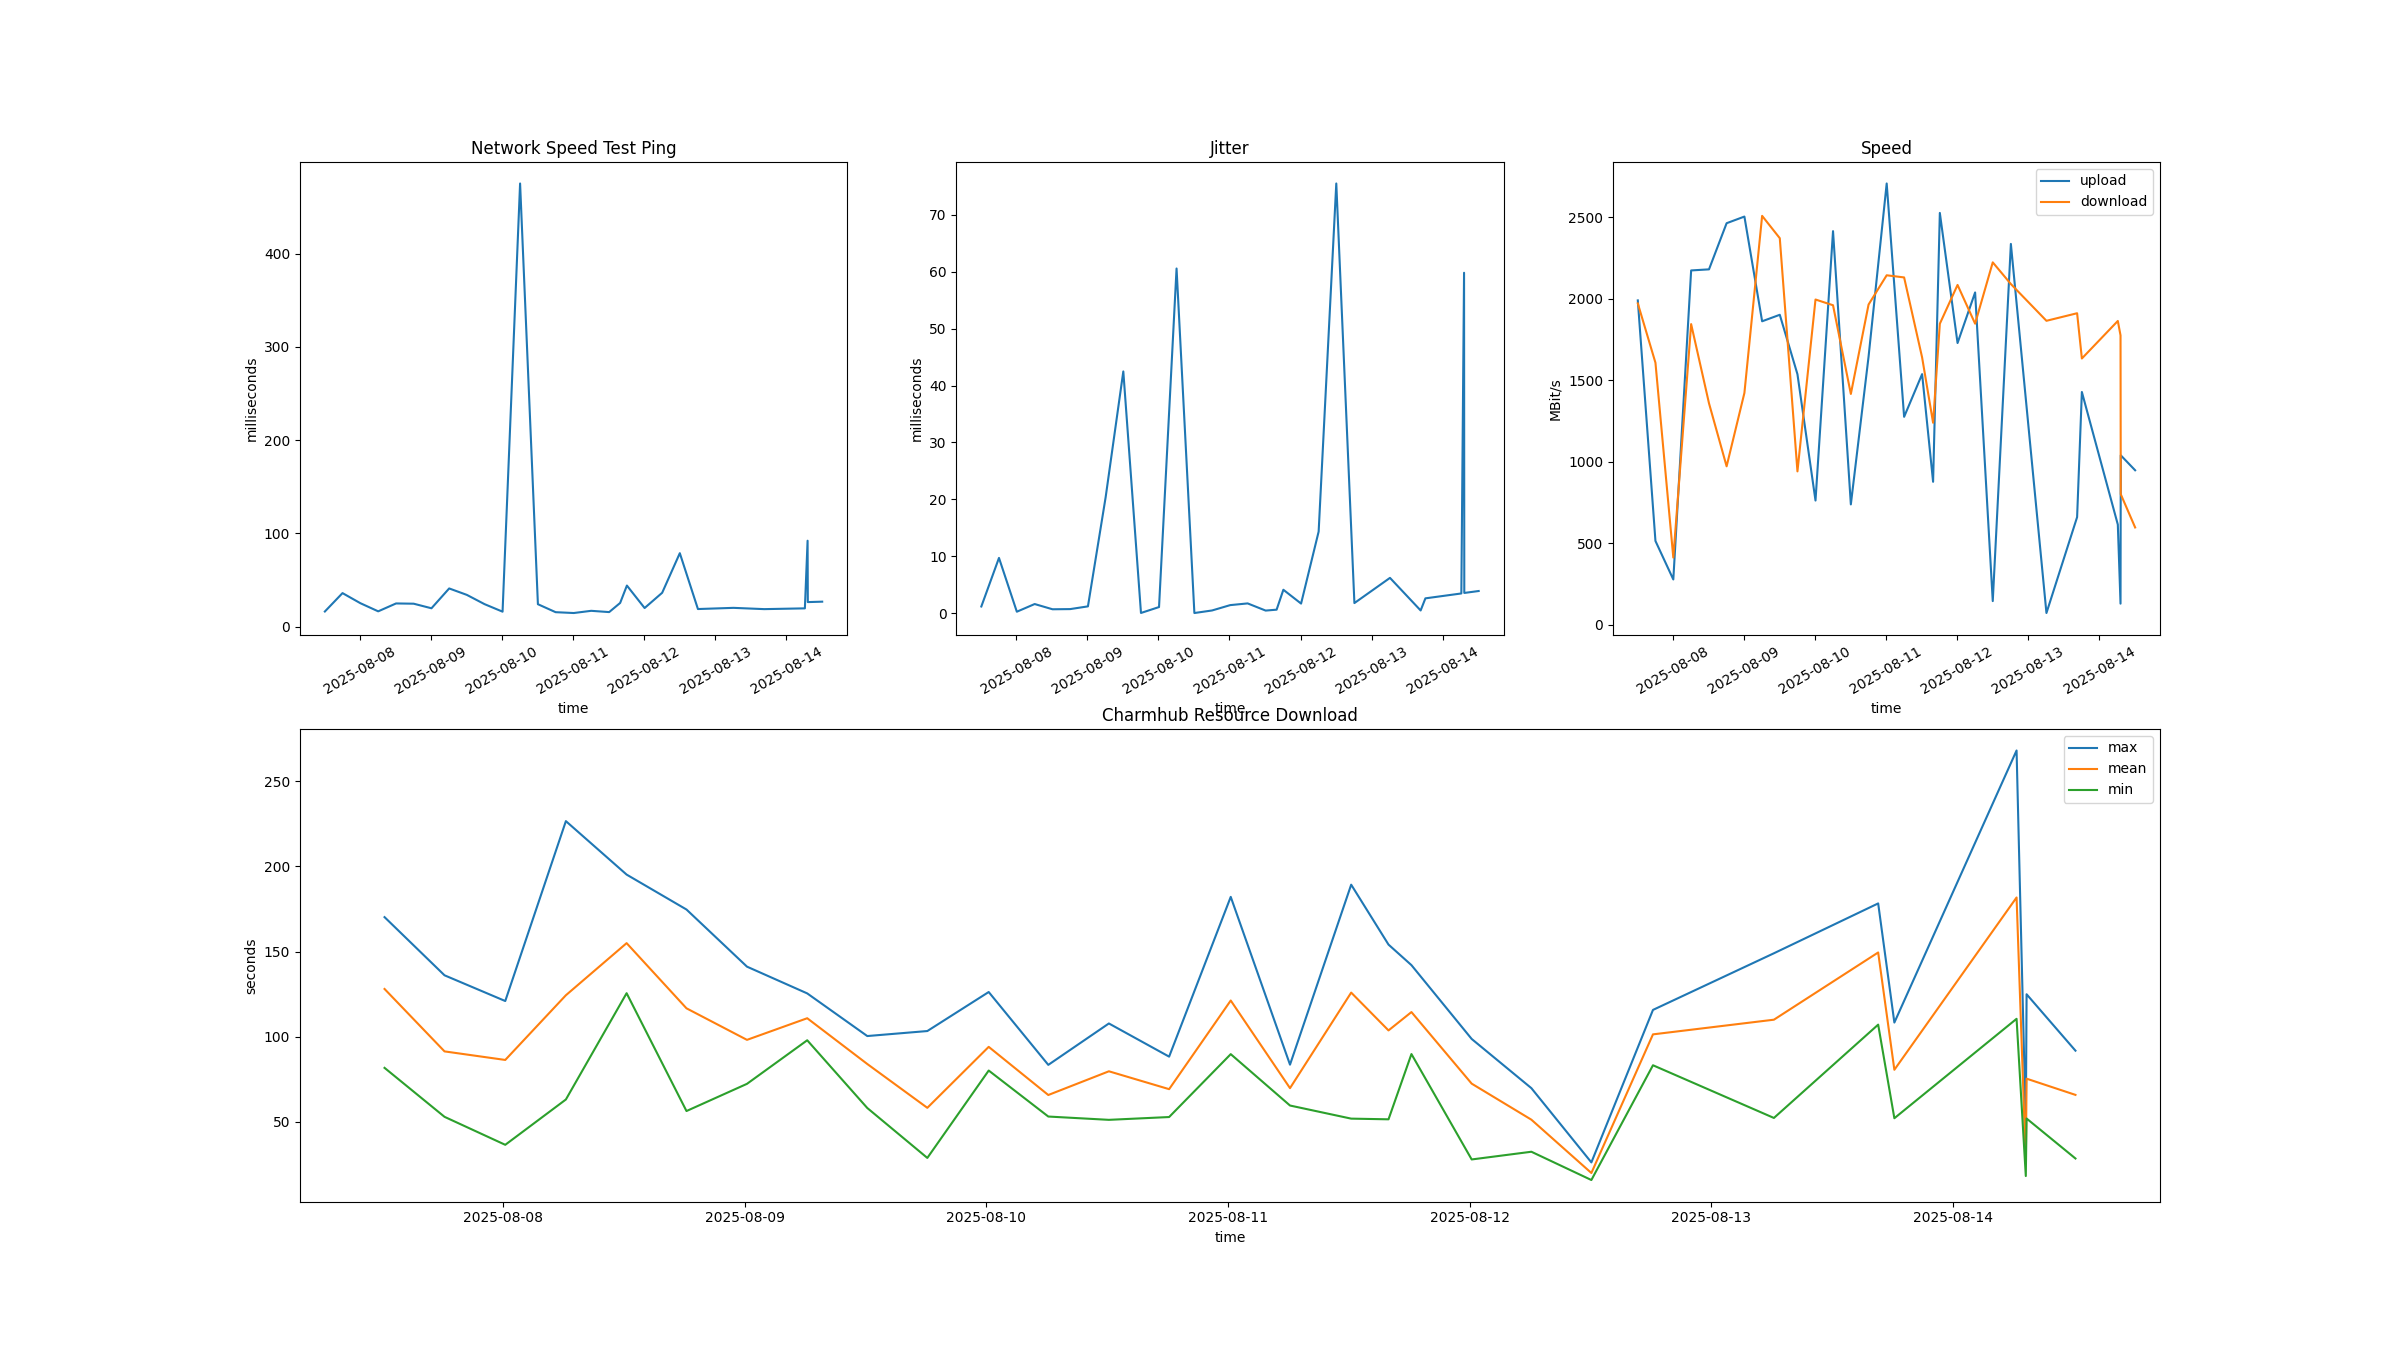 Network Speed Test Ping
milliseconds
400
300
200
100
0
2025-08-08 2025-08-09 2025-08-10 2025-08-11 2025-08-12 2025-08-13 2025-08-14
time
Jitter
milliseconds
70
60
50
40
30
20
10
0
2025-08-08 2025-08-09 2025-08-10 2025-08-11 2025-08-12 2025-08-13 2025-08-14
time
Speed
upload
download
MBit/s
2500
2000
1500
1000
500
0
2025-08-08 2025-08-09 2025-08-10 2025-08-11 2025-08-12 2025-08-13 2025-08-14
time
Charmhub Resource Download
max
mean
min
seconds
250
200
150
100
50
2025-08-08 2025-08-09 2025-08-10 2025-08-11 2025-08-12 2025-08-13 2025-08-14
time